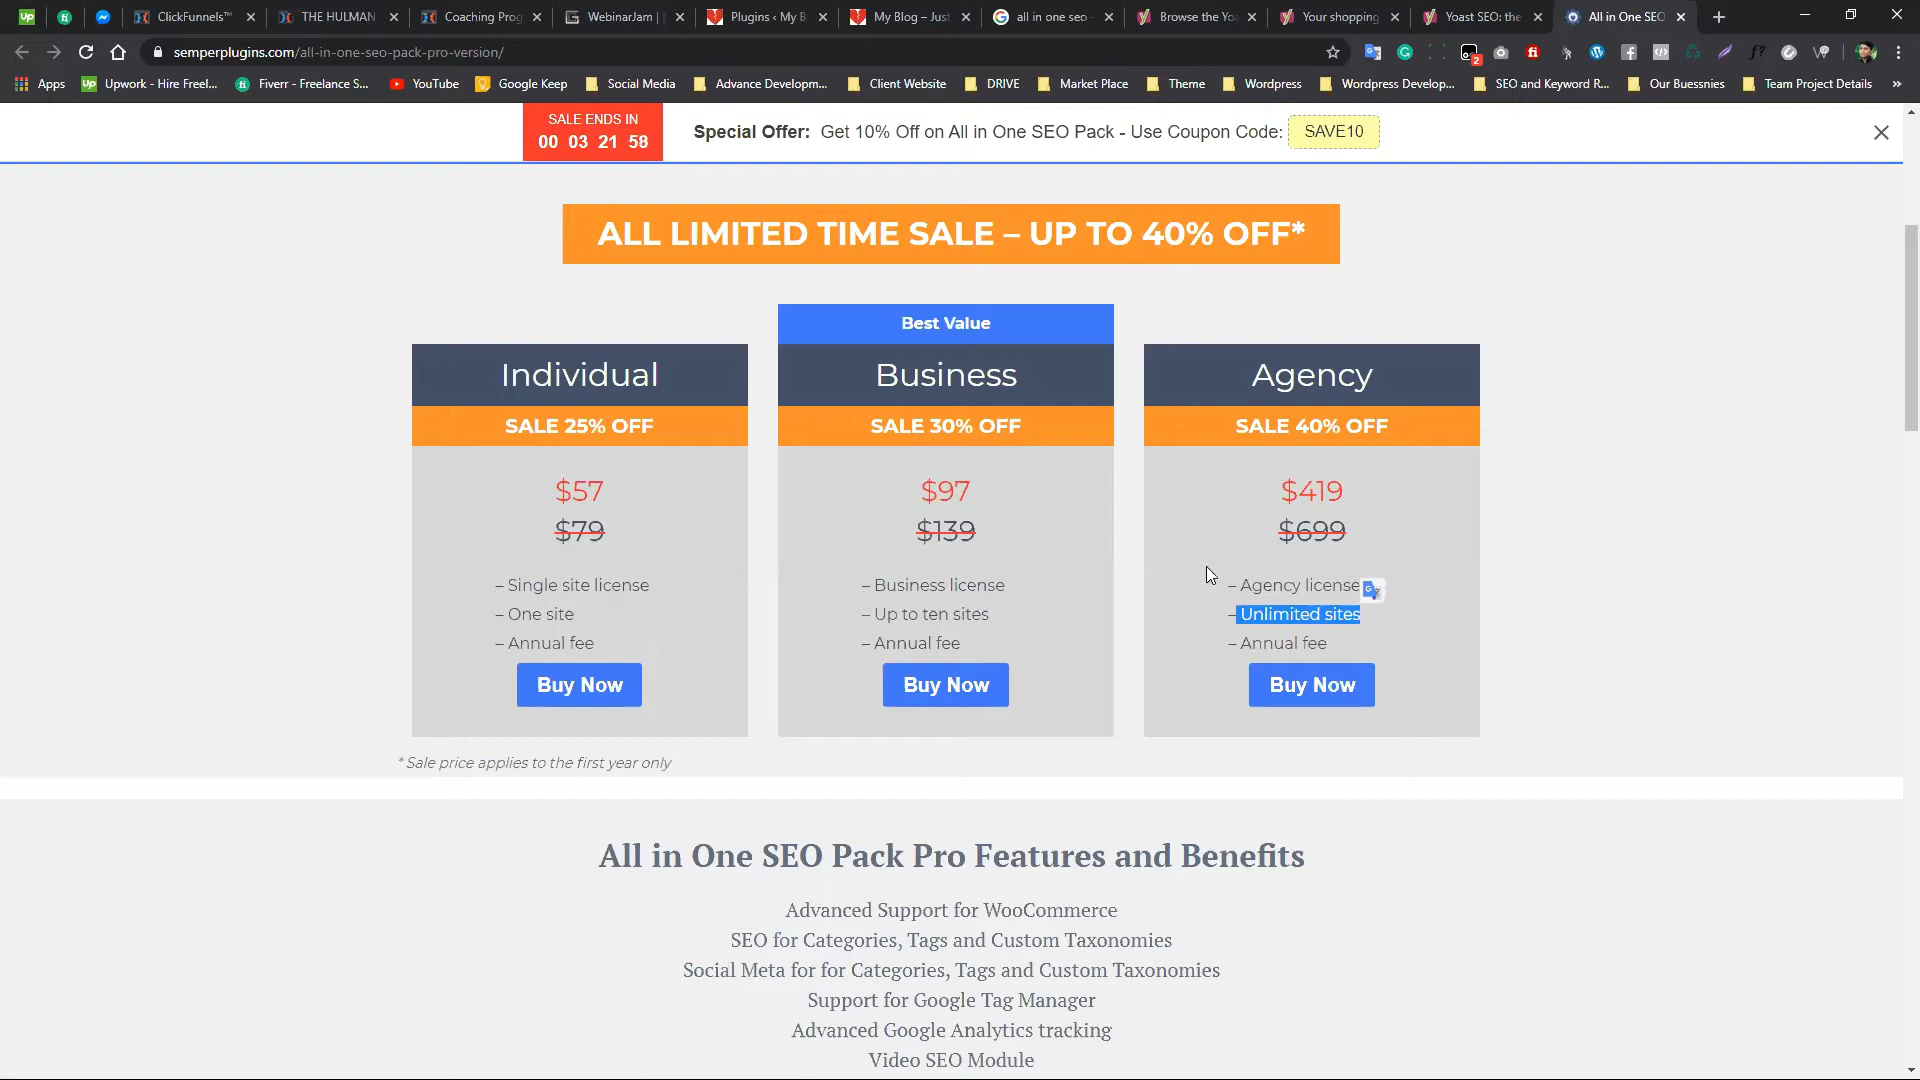 ClickFunnels™
THE HULMAN
Coaching Prog
WebinarJam |
Plugins ‹ My B
My Blog – Just
all in one seo -
Browse the Yoa
Your shopping
Yoast SEO: the
All in One SEO
semperplugins.com/all-in-one-seo-pack-pro-version/
2
Apps
Upwork - Hire Freel...
Fiverr - Freelance S...
YouTube
Google Keep
Social Media
Advance Developm...
Client Website
DRIVE
Market Place
Theme
Wordpress
Wordpress Develop...
SEO and Keyword R...
Our Buessnies
Team Project Details
SALE ENDS IN
00 03 21 58
Special Offer: Get 10% Off on All in One SEO Pack - Use Coupon Code: SAVE10
ALL LIMITED TIME SALE – UP TO 40% OFF*
Individual
SALE 25% OFF
$57
$79
– Single site license
– One site
– Annual fee
Buy Now
Best Value
Business
SALE 30% OFF
$97
$139
– Business license
– Up to ten sites
– Annual fee
Buy Now
Agency
SALE 40% OFF
$419
$699
– Agency license
– Unlimited sites
– Annual fee
Buy Now
* Sale price applies to the first year only
All in One SEO Pack Pro Features and Benefits
Advanced Support for WooCommerce
SEO for Categories, Tags and Custom Taxonomies
Social Meta for for Categories, Tags and Custom Taxonomies
Support for Google Tag Manager
Advanced Google Analytics tracking
Video SEO Module